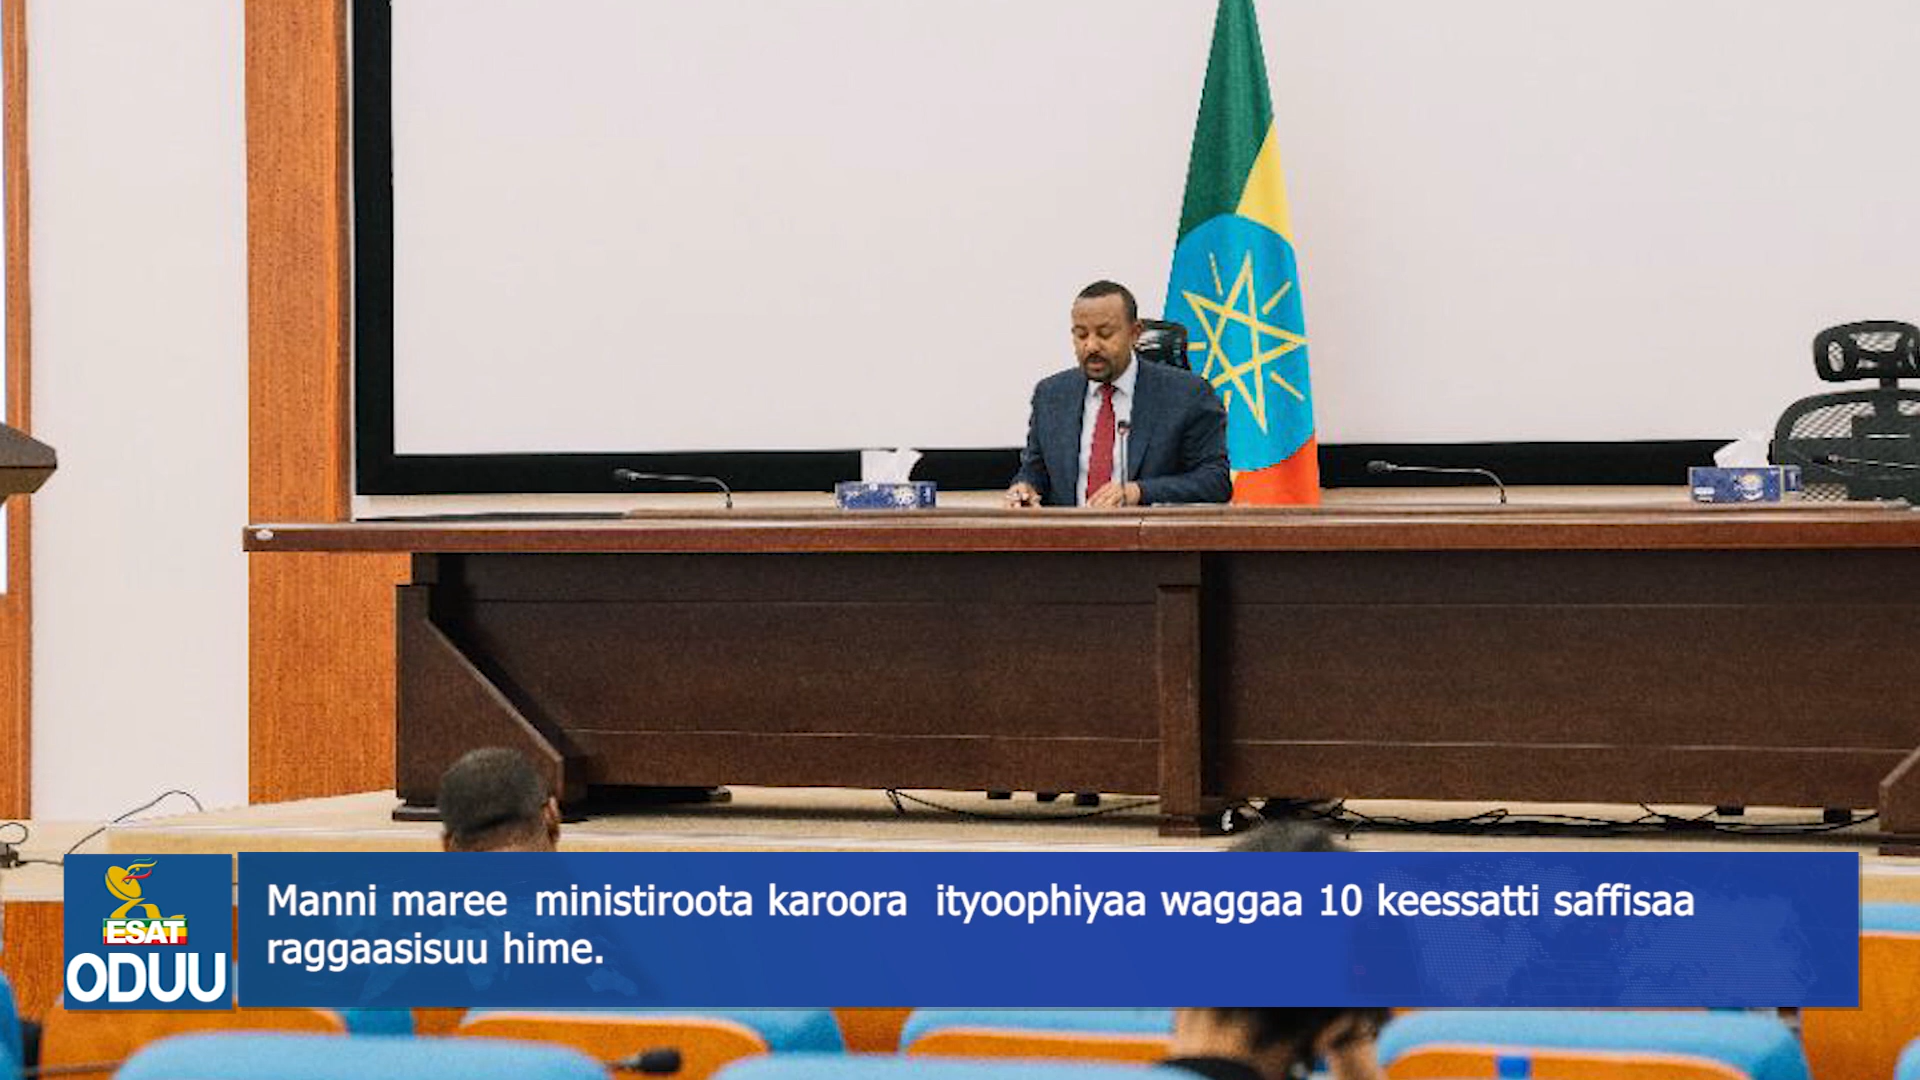 Manni maree ministiroota karoora ityoophiyaa waggaa 10 keessatti saffisaa
raggaasisuu hime.
ESAT
ODUU